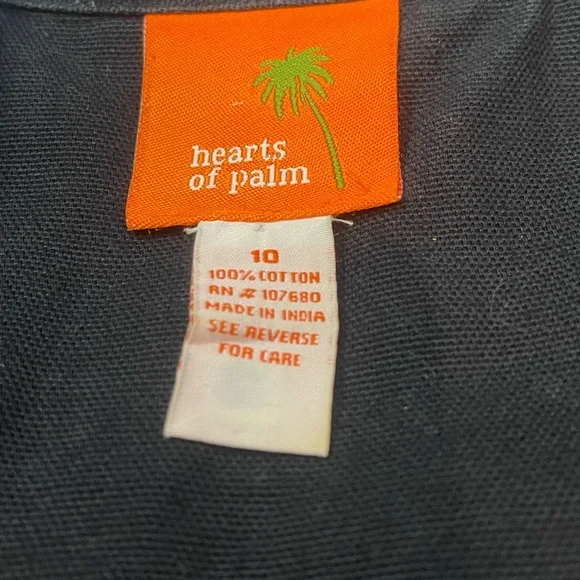 hearts
of palm
10
100% COTTON
RN # 107680
MADE IN INDIA
SEE REVERSE
FOR CARE